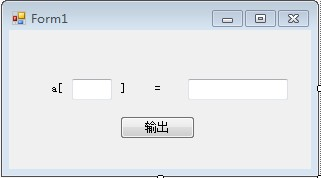 Form1
a[ ] =
输出